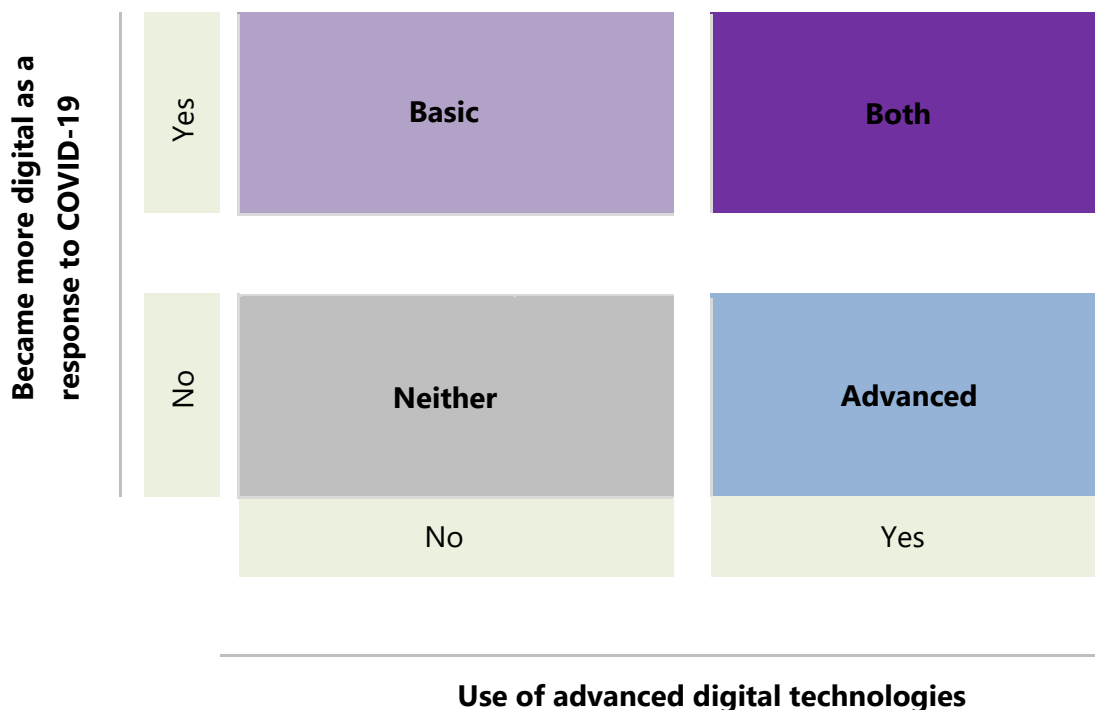 Became more digital as a
response to COVID-19
Yes
Basic
Both
No
Neither
Advanced
No
Yes
Use of advanced digital technologies